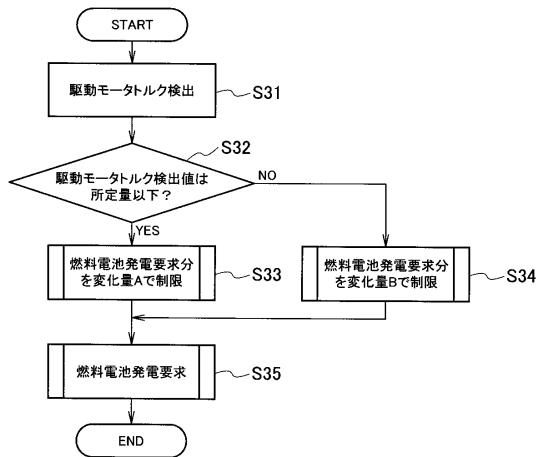 START
駆動モータトルク検出
S31
S32
駆動モータトルク検出値は
所定量以下？
NO
YES
燃料電池発電要求分
を変化量Aで制限
S33
燃料電池発電要求分
を変化量Bで制限
S34
燃料電池発電要求
S35
END